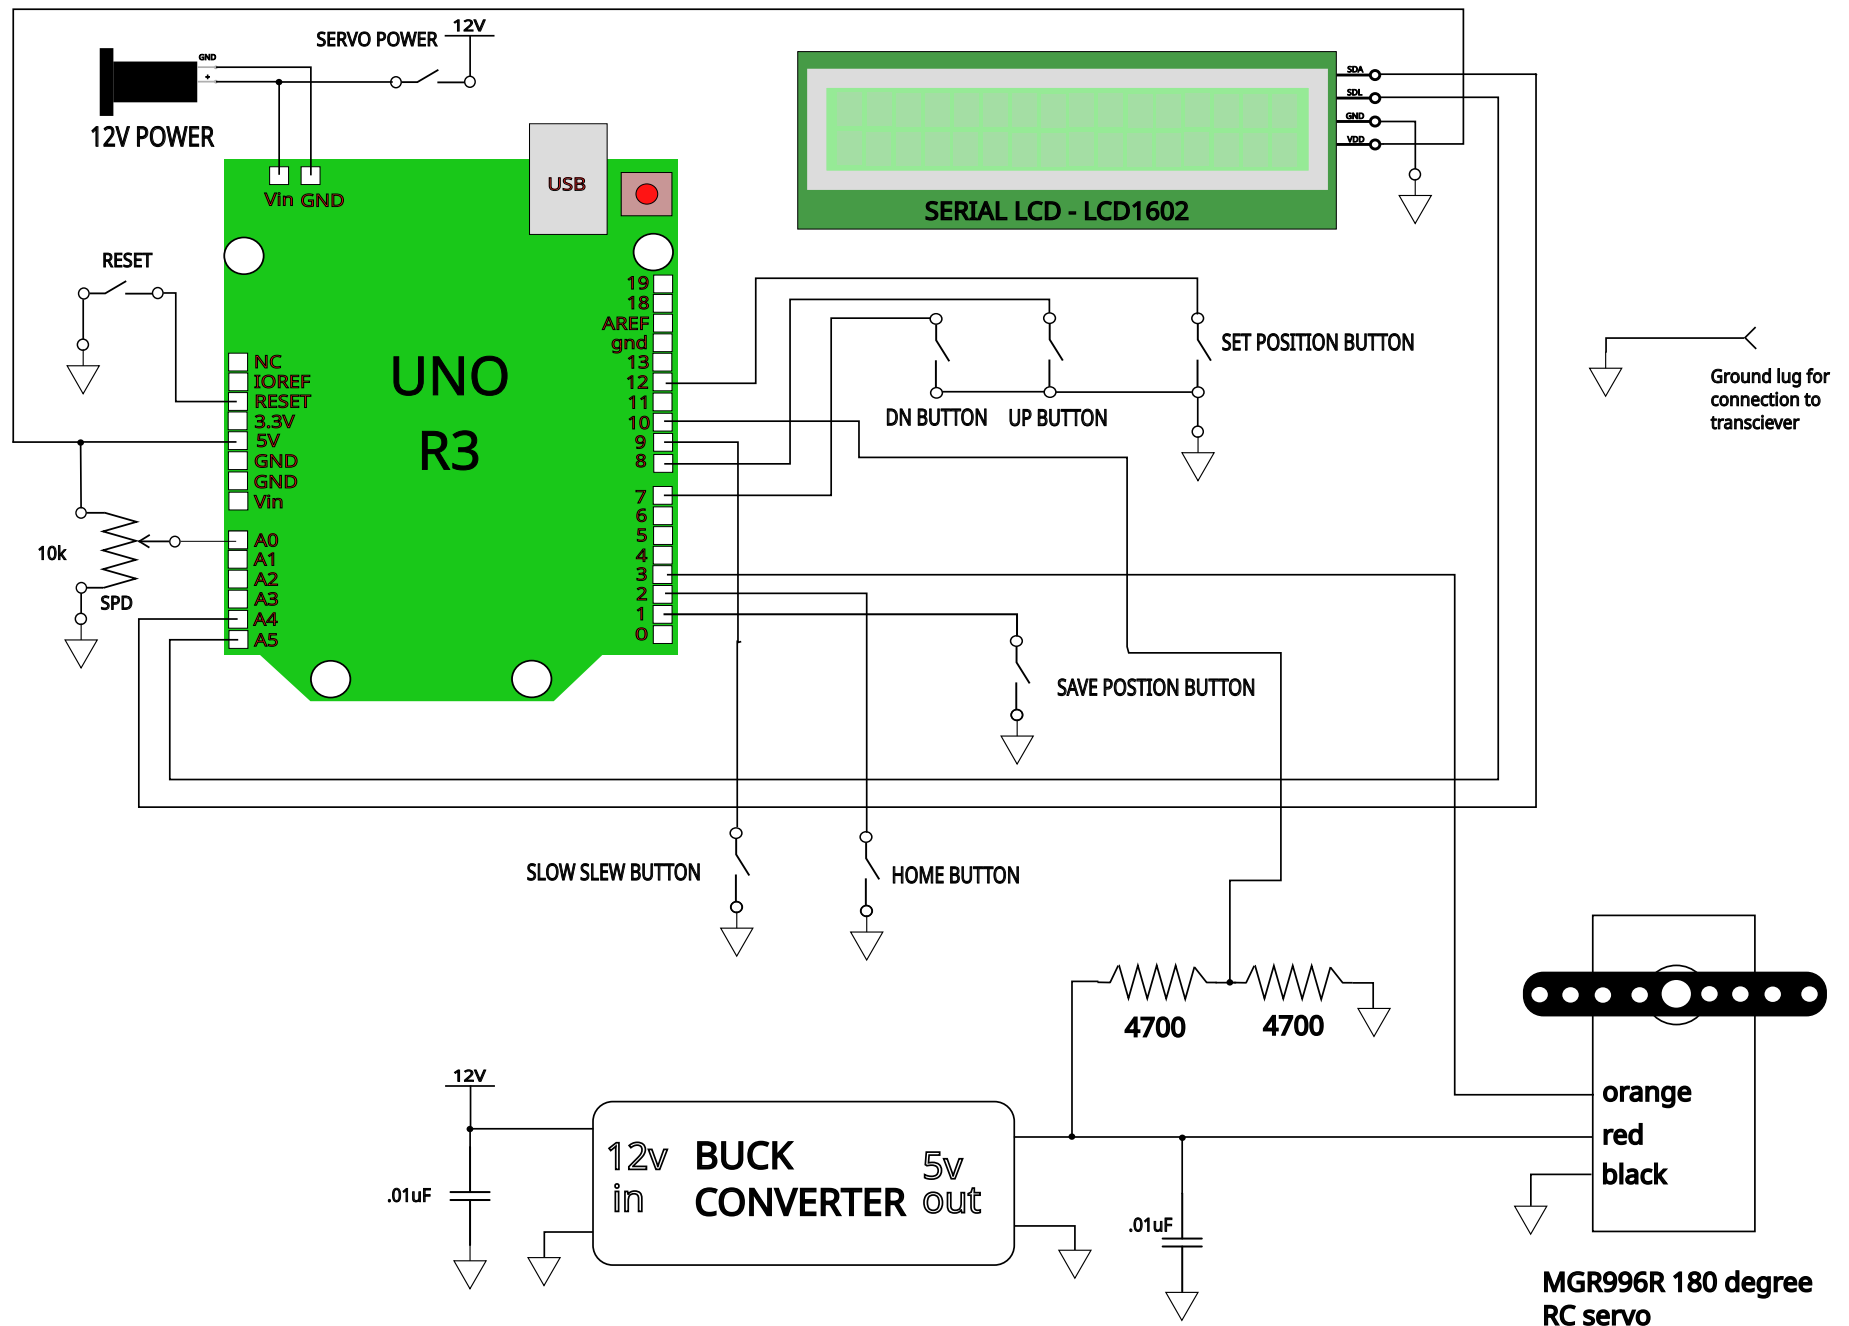 12V
SERVO POWER
GND
+
12V POWER
SDA
SDL
GND
VDD
SERIAL LCD - LCD1602
USB
Vin GND
RESET
19
18
AREF
gnd
13
12
11
10
9
8
7
6
5
4
3
2
1
0
NC
IOREF
RESET
3.3V
5V
GND
GND
Vin
A0
A1
A2
A3
A4
A5
UNO
R3
10k
SPD
SET POSITION BUTTON
DN BUTTON
UP BUTTON
Ground lug for
connection to
transciever
SAVE POSTION BUTTON
SLOW SLEW BUTTON
HOME BUTTON
4700
4700
12V
.01uF
12v
in
BUCK
CONVERTER
5v
out
.01uF
orange
red
black
MGR996R 180 degree
RC servo